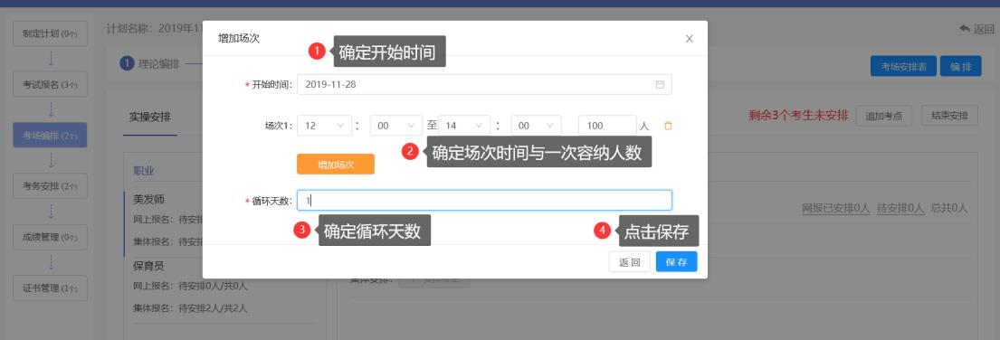 制定计划 (0个)
计划名称：2019年1
增加场次
返回
1 确定开始时间
1 理论编排
考场安排表
编 排
* 开始时间：
2019-11-28
考试报名 (3个)
实操安排
场次1：
12 ： 00 至 14 ： 00 100 人
剩余3个考生未安排
追加考点
结束安排
考场编排 (2个)
2 确定场次时间与一次容纳人数
增加场次
职业
考务安排 (2个)
美发师
* 循环天数：
1
网报已安排0人 待安排0人 总共0人
网上报名：待安排
3 确定循环天数
4 点击保存
成绩管理 (0个)
集体报名：待安排
保育员
返 回
保 存
证书管理 (1个)
网上报名：待安排0人/共0人
集体报名：待安排2人/共2人